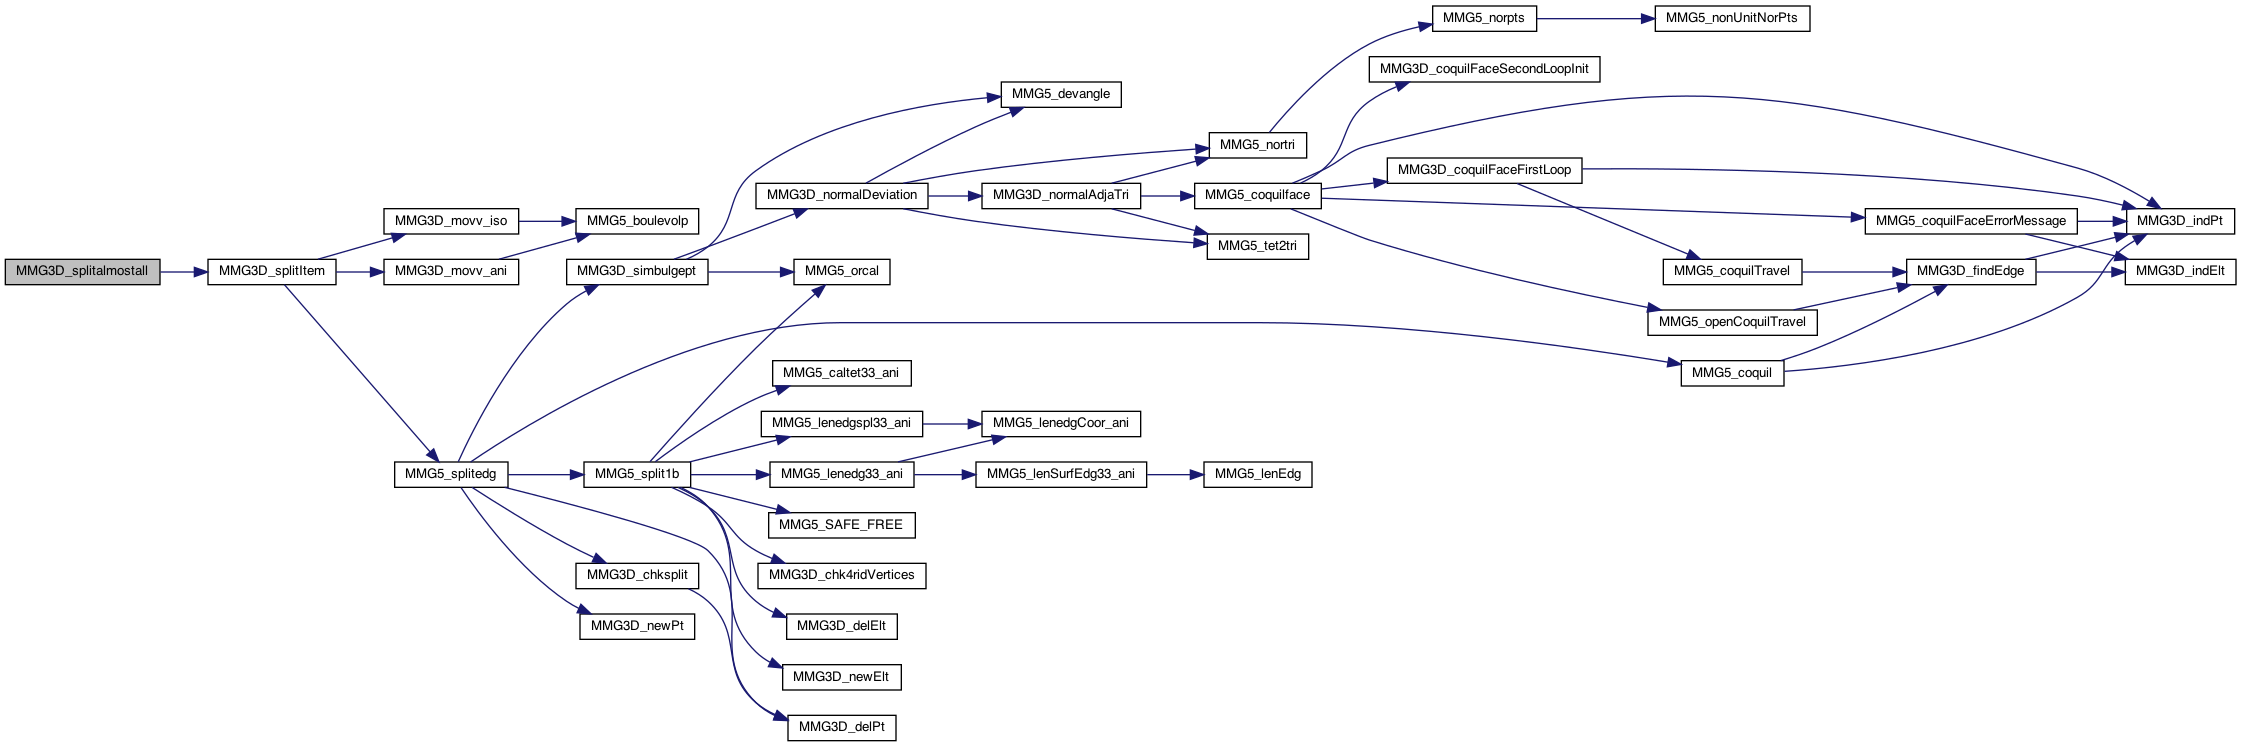 MMG5_norpts
MMG5_nonUnitNorPts
MMG3D_coquilFaceSecondLoopInit
MMG5_devangle
MMG5_nortri
MMG3D_coquilFaceFirstLoop
MMG3D_normalDeviation
MMG3D_normalAdjaTri
MMG5_coquilface
MMG3D_movv_iso
MMG5_boulevolp
MMG5_coquilFaceErrorMessage
MMG3D_indPt
MMG5_tet2tri
MMG3D_splitalmostall
MMG3D_splitItem
MMG3D_movv_ani
MMG3D_simbulgept
MMG5_orcal
MMG5_coquilTravel
MMG3D_findEdge
MMG3D_indElt
MMG5_openCoquilTravel
MMG5_caltet33_ani
MMG5_coquil
MMG5_lenedgspl33_ani
MMG5_lenedgCoor_ani
MMG5_splitedg
MMG5_split1b
MMG5_lenedg33_ani
MMG5_lenSurfEdg33_ani
MMG5_lenEdg
MMG5_SAFE_FREE
MMG3D_chksplit
MMG3D_chk4ridVertices
MMG3D_newPt
MMG3D_delElt
MMG3D_newElt
MMG3D_delPt